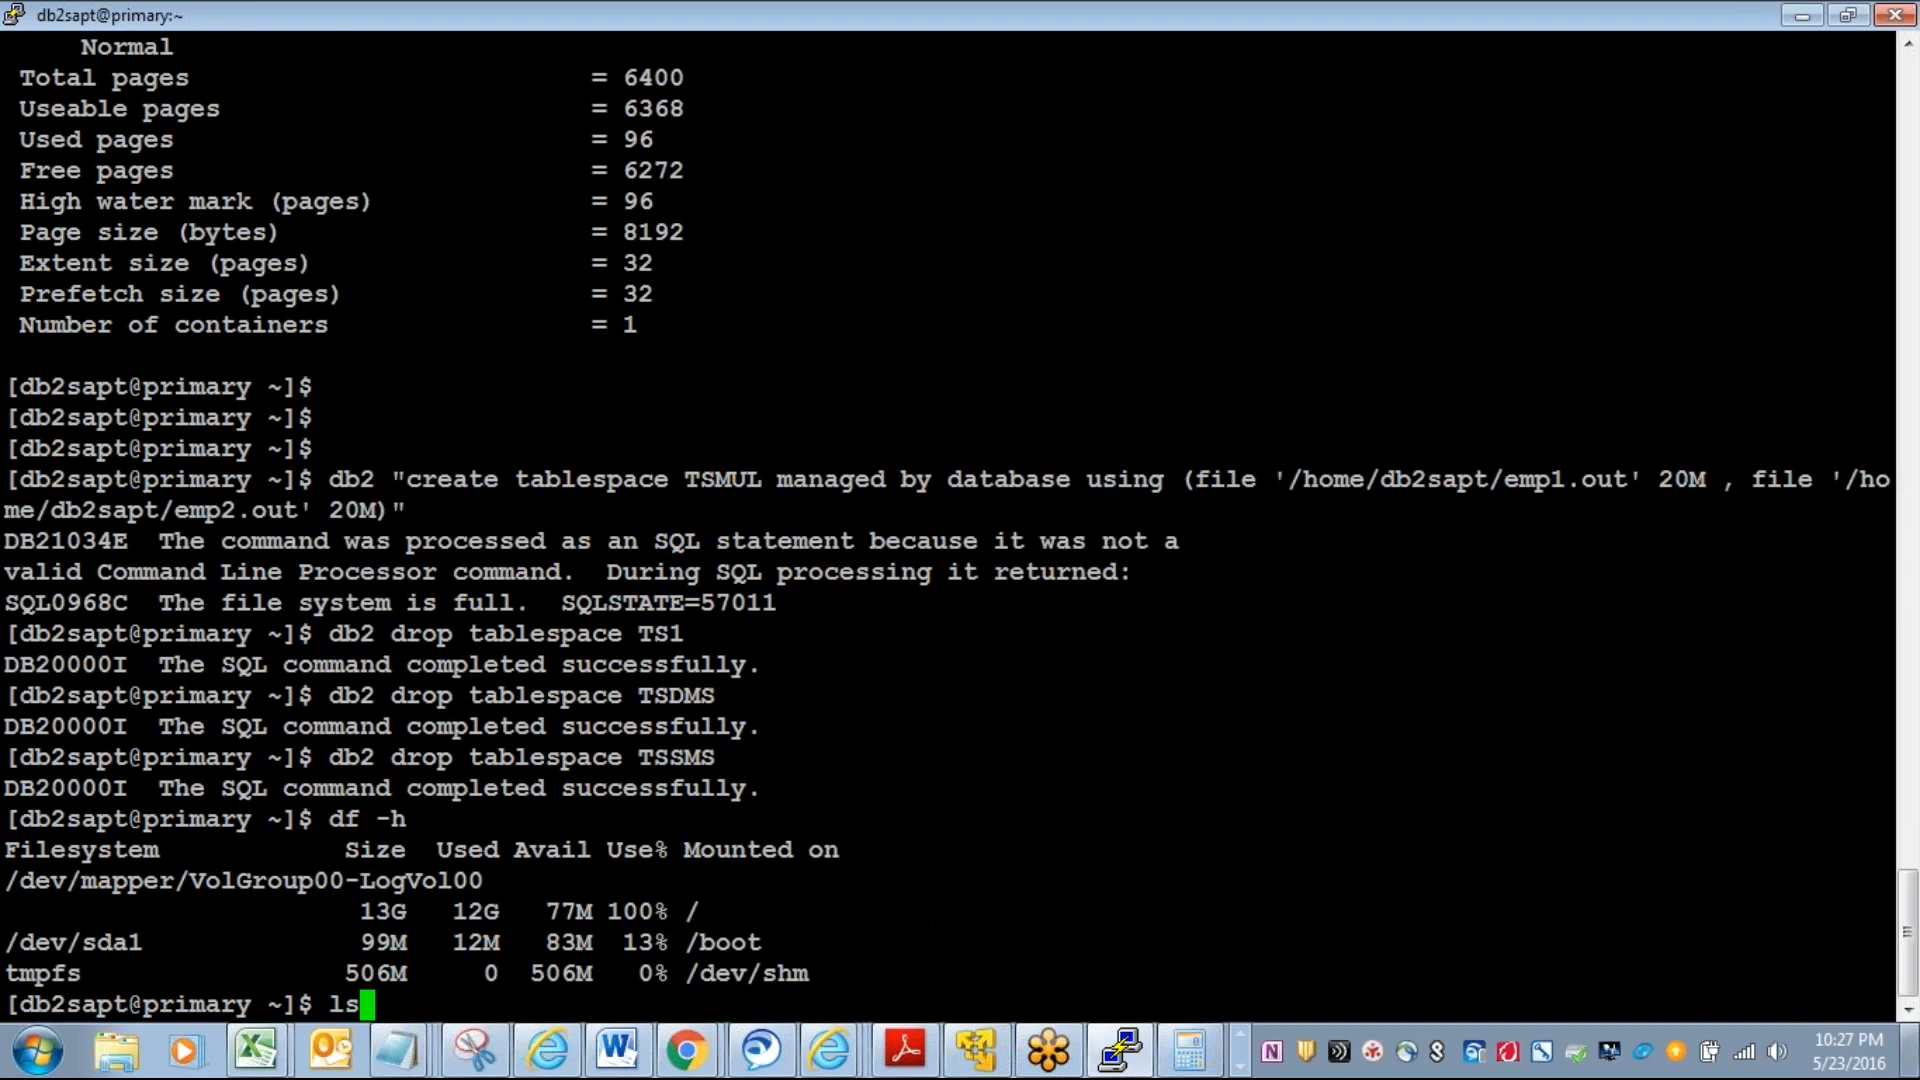 db2sapt@primary:~
Normal
Total pages = 6400
Useable pages = 6368
Used pages = 96
Free pages = 6272
High water mark (pages) = 96
Page size (bytes) = 8192
Extent size (pages) = 32
Prefetch size (pages) = 32
Number of containers = 1
[db2sapt@primary ~]$
[db2sapt@primary ~]$
[db2sapt@primary ~]$
[db2sapt@primary ~]$ db2 "create tablespace TSMUL managed by database using (file '/home/db2sapt/emp1.out' 20M , file '/ho
me/db2sapt/emp2.out' 20M)"
DB21034E  The command was processed as an SQL statement because it was not a
valid Command Line Processor command.  During SQL processing it returned:
SQL0968C  The file system is full.  SQLSTATE=57011
[db2sapt@primary ~]$ db2 drop tablespace TS1
DB20000I  The SQL command completed successfully.
[db2sapt@primary ~]$ db2 drop tablespace TSDMS
DB20000I  The SQL command completed successfully.
[db2sapt@primary ~]$ db2 drop tablespace TSSMS
DB20000I  The SQL command completed successfully.
[db2sapt@primary ~]$ df -h
Filesystem            Size  Used Avail Use% Mounted on
/dev/mapper/VolGroup00-LogVol00
13G   12G   77M 100% /
/dev/sda1              99M   12M   83M  13% /boot
tmpfs                 506M     0  506M   0% /dev/shm
[db2sapt@primary ~]$ ls
10:27 PM
5/23/2016